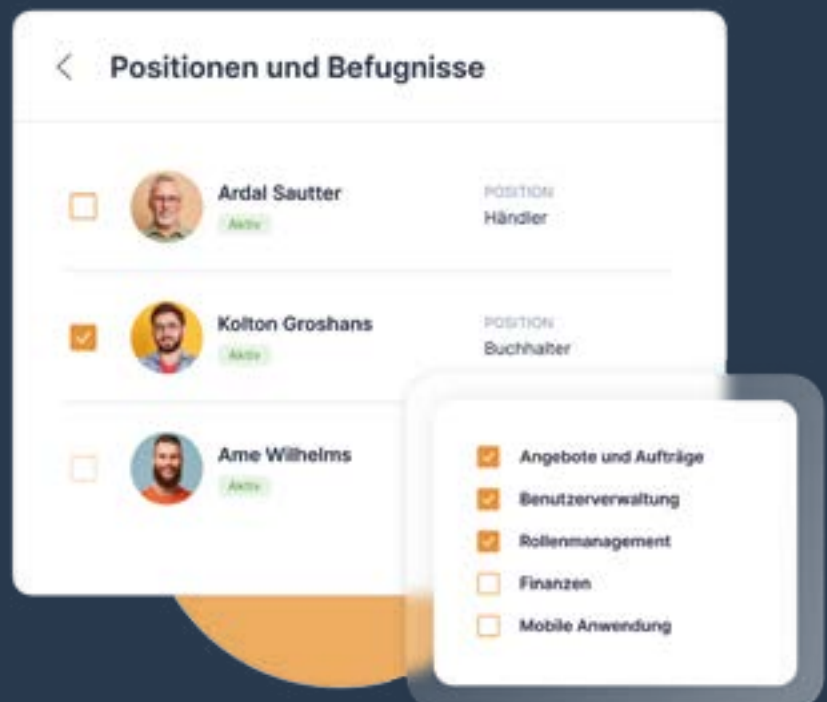 Positionen und Befugnisse
Ardal Sautter
Aktiv
POSITION
Händler
Kolton Groshans
Aktiv
POSITION
Buchhalter
Ame Wilhelms
Aktiv
Angebote und Aufträge
Benutzerverwaltung
Rollenmanagement
Finanzen
Mobile Anwendung